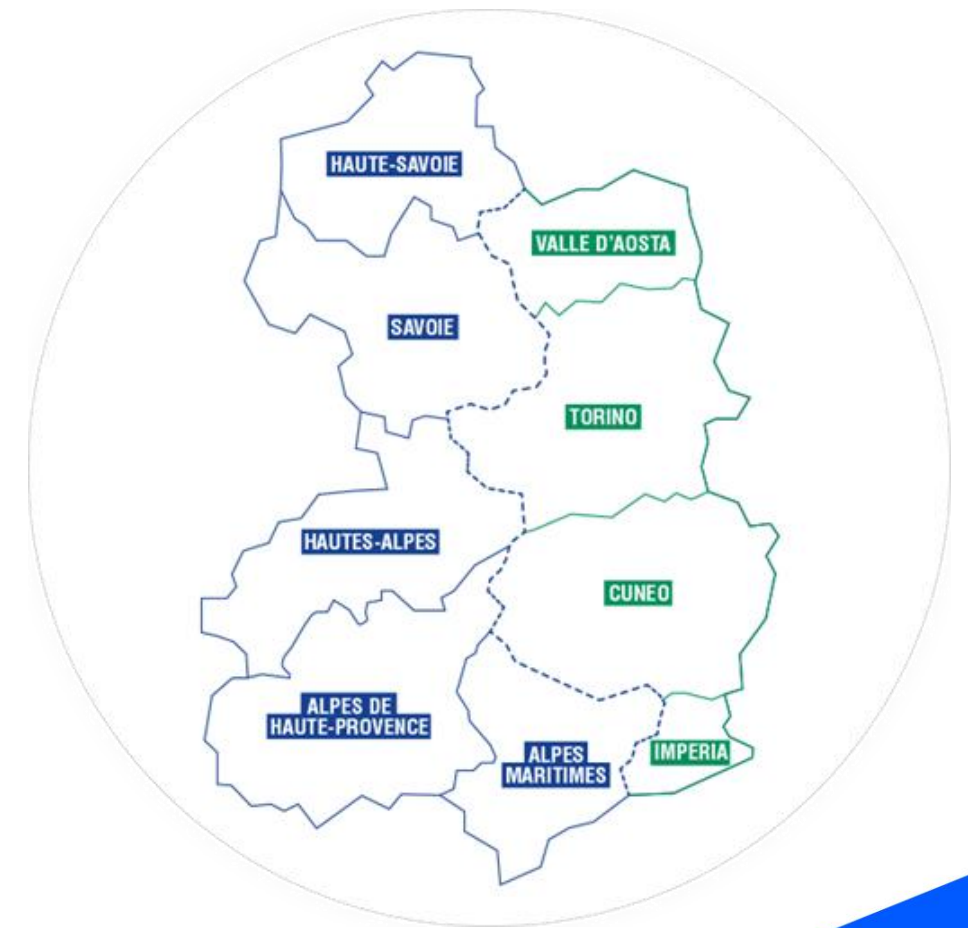 HAUTE-SAVOIE
VALLE D'AOSTA
SAVOIE
TORINO
HAUTES-ALPES
CUNEO
ALPES DE
HAUTE-PROVENCE
ALPES
MARITIMES
IMPERIA